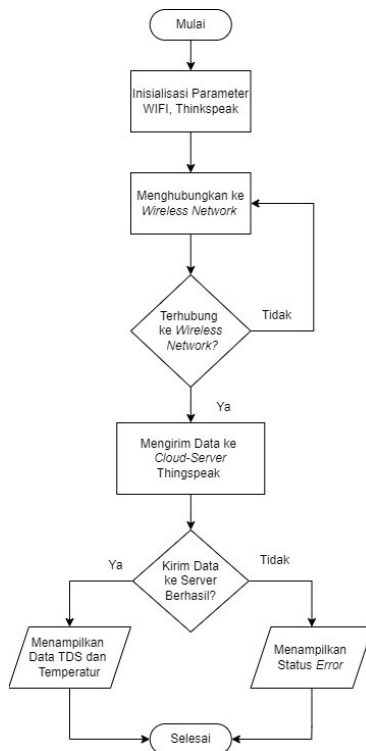 Mulai
Inisialisasi Parameter
WIFI, Thinkspeak
Menghubungkan ke
Wireless Network
Terhubung
ke Wireless
Network?
Tidak
Ya
Mengirim Data ke
Cloud-Server
Thingspeak
Kirim Data
ke Server
Berhasil?
Ya
Tidak
Menampilkan
Data TDS dan
Temperatur
Menampilkan
Status Error
Selesai